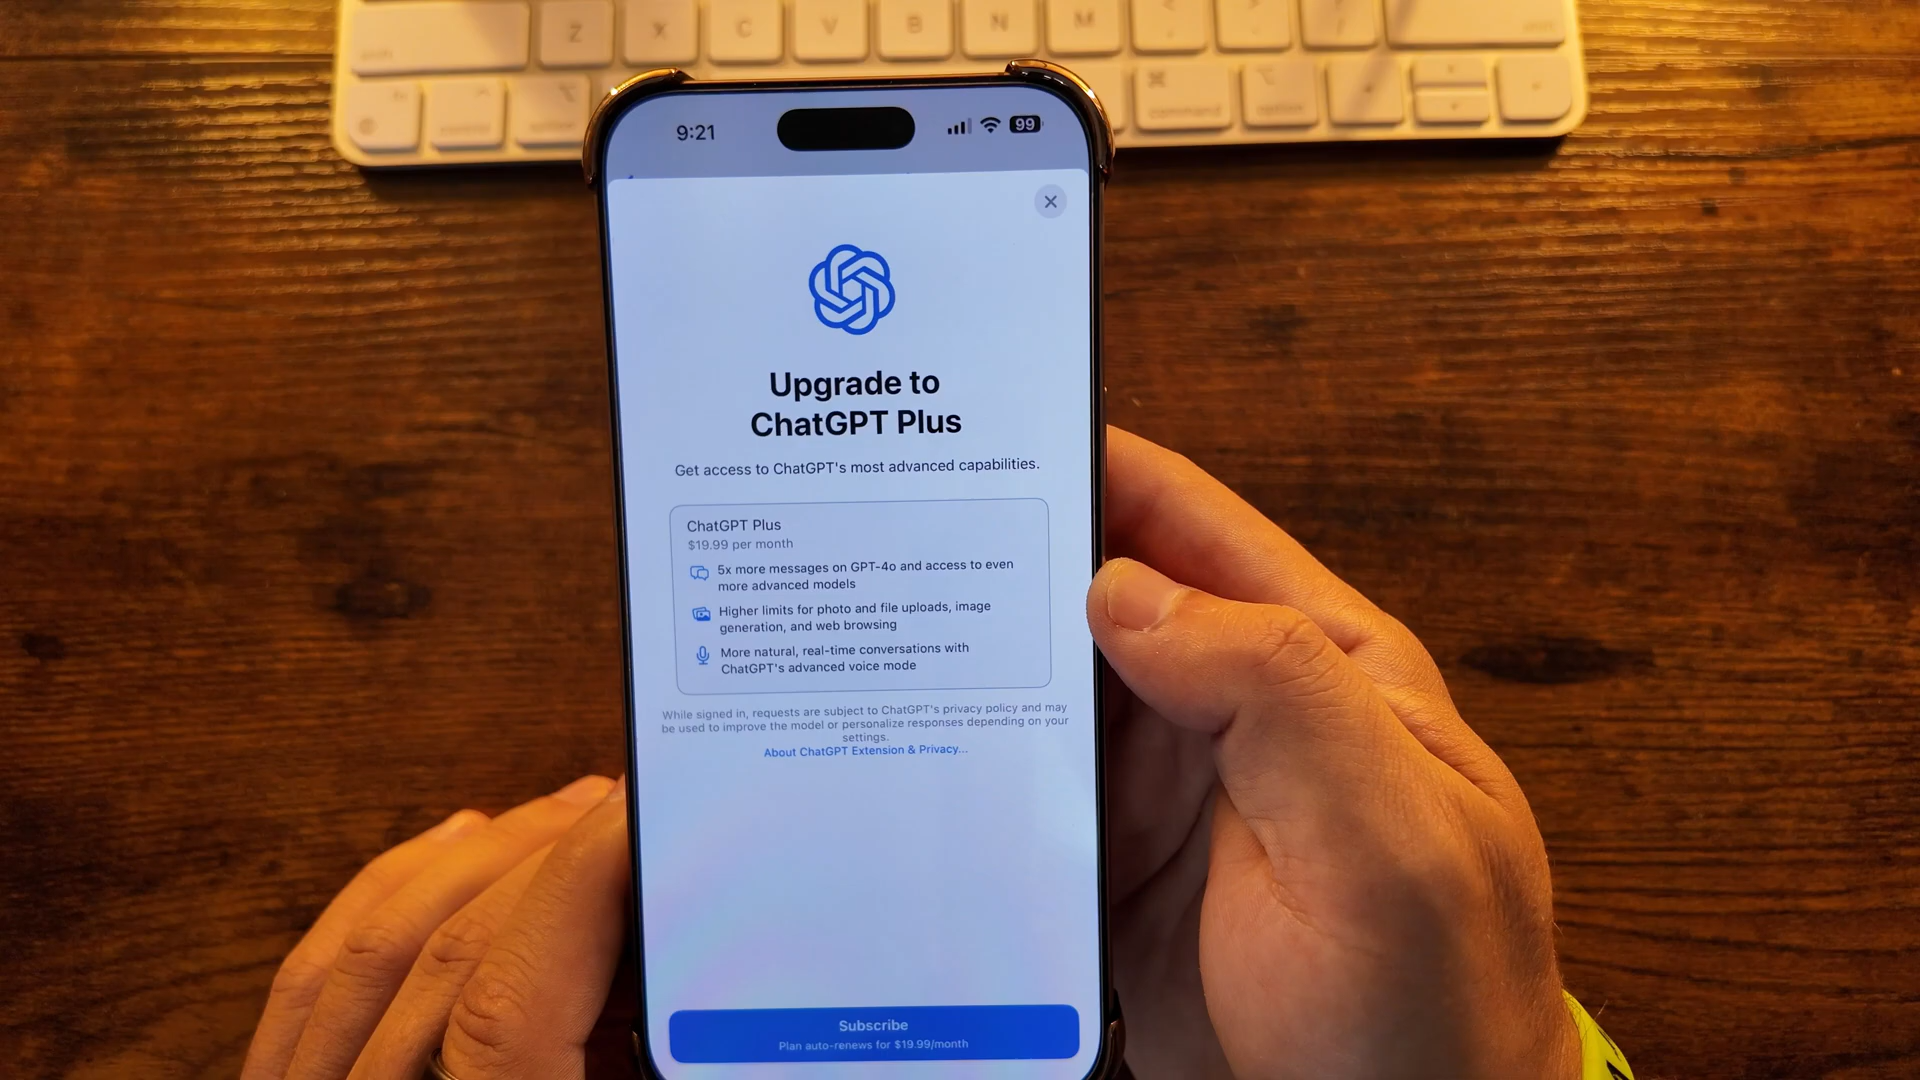 Z X C V B N M
command
option
9:21 99
Upgrade to
ChatGPT Plus
Get access to ChatGPT's most advanced capabilities.
ChatGPT Plus
$19.99 per month
5x more messages on GPT-4o and access to even
more advanced models
Higher limits for photo and file uploads, image
generation, and web browsing
More natural, real-time conversations with
ChatGPT's advanced voice mode
While signed in, requests are subject to ChatGPT's privacy policy and may
be used to improve the model or personalize responses depending on your
settings.
About ChatGPT Extension & Privacy...
Subscribe
Plan auto-renews for $19.99/month